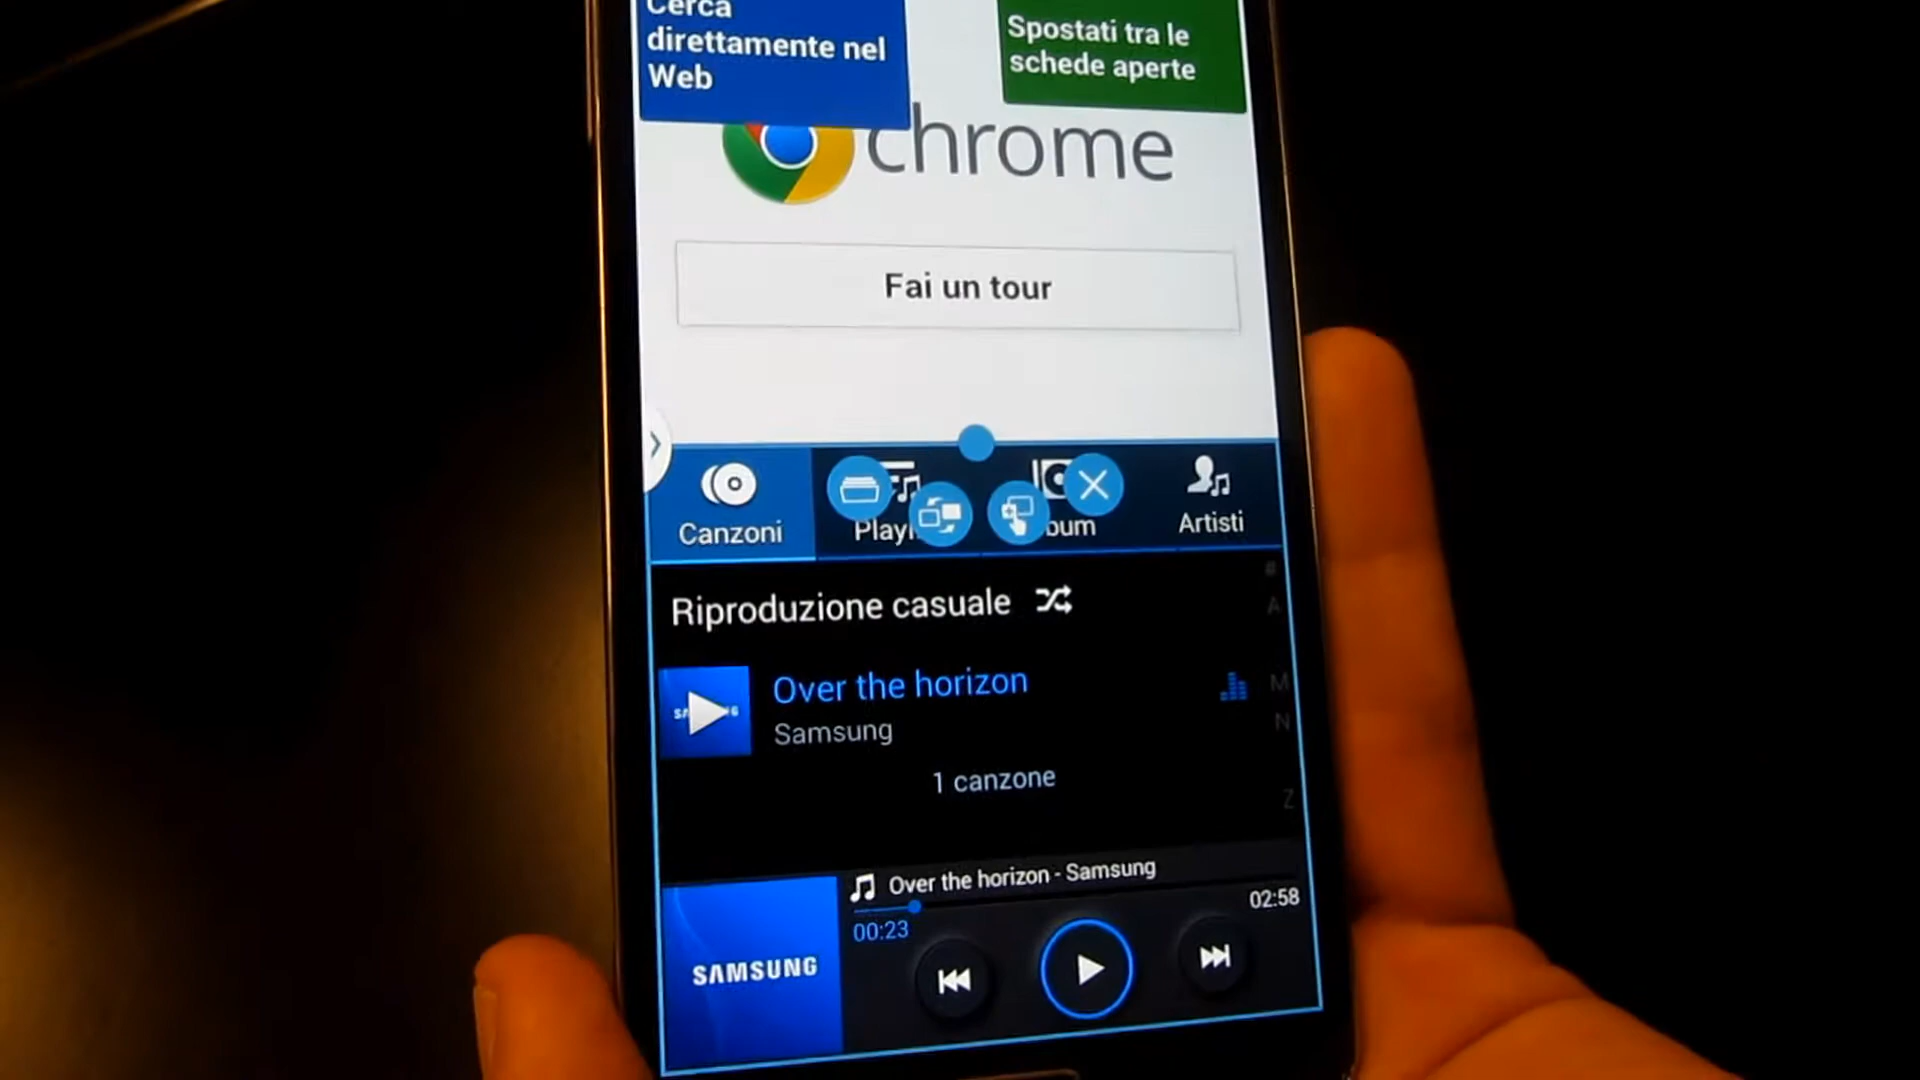 Cerca
direttamente nel
Web
Spostati tra le
schede aperte
chrome
Fai un tour
Canzoni
Artisti
Riproduzione casuale
Over the horizon
Samsung
1 canzone
A
M
N
Z
Over the horizon - Samsung
00:23
02:58
SAMSUNG